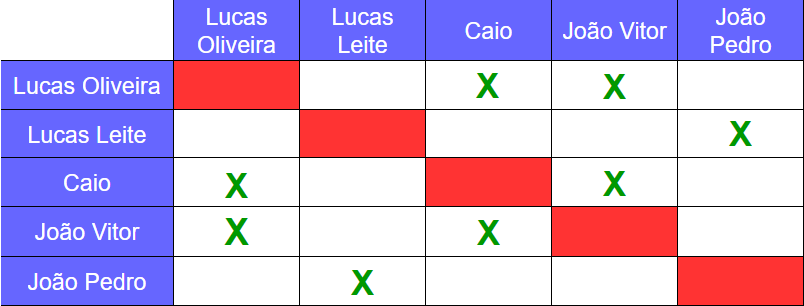 Lucas Oliveira
Lucas Leite
Caio
João Vitor
João Pedro
Lucas Oliveira X X
Lucas Leite X
Caio X X
João Vitor X X
João Pedro X